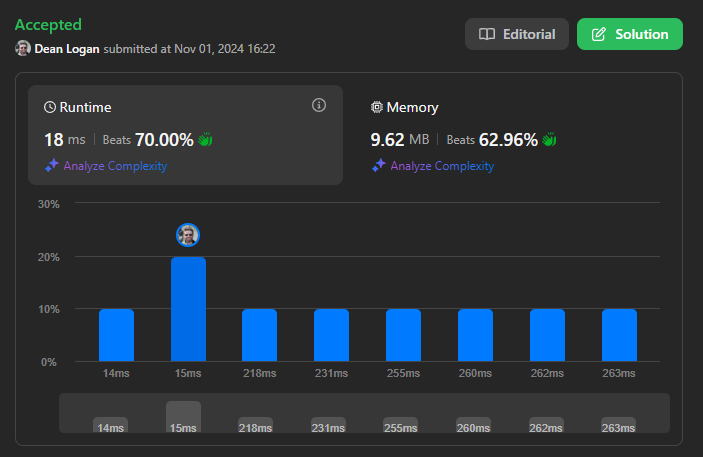 Accepted
Dean Logan submitted at Nov 01, 2024 16:22
Editorial
Solution
Runtime
18 ms | Beats 70.00%
Analyze Complexity
Memory
9.62 MB | Beats 62.96%
Analyze Complexity
30%
20%
10%
0%
14ms 15ms 218ms 231ms 255ms 260ms 262ms 263ms
14ms 15ms 218ms 231ms 255ms 260ms 262ms 263ms